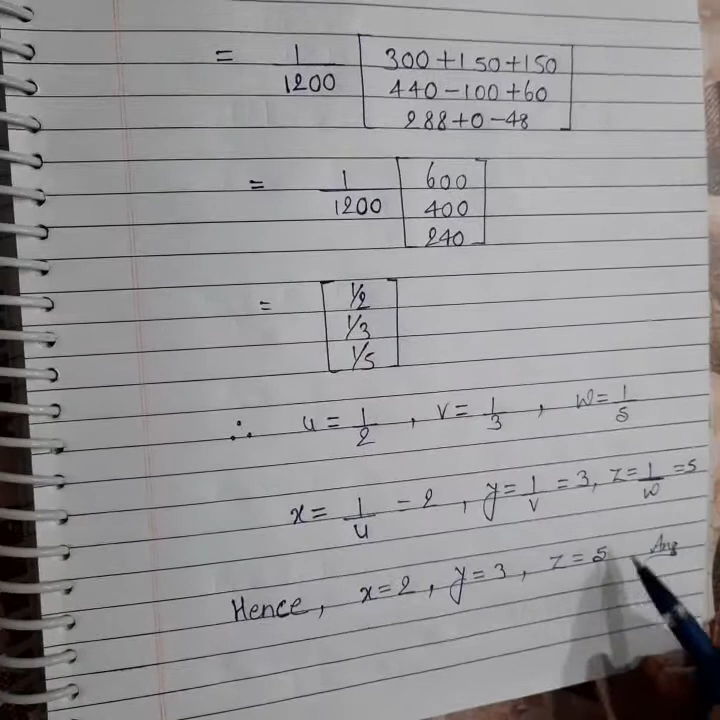 = 1/1200 [300+150+150
440-100+60
288+0-48]
= 1/1200 [600
400
240]
= [1/2
1/3
1/5]
∴ u = 1/2 , v = 1/3 , w = 1/5
x = 1/u = 2 , y = 1/v = 3, z = 1/w = 5
Hence, x=2, y=3, z=5 Ans